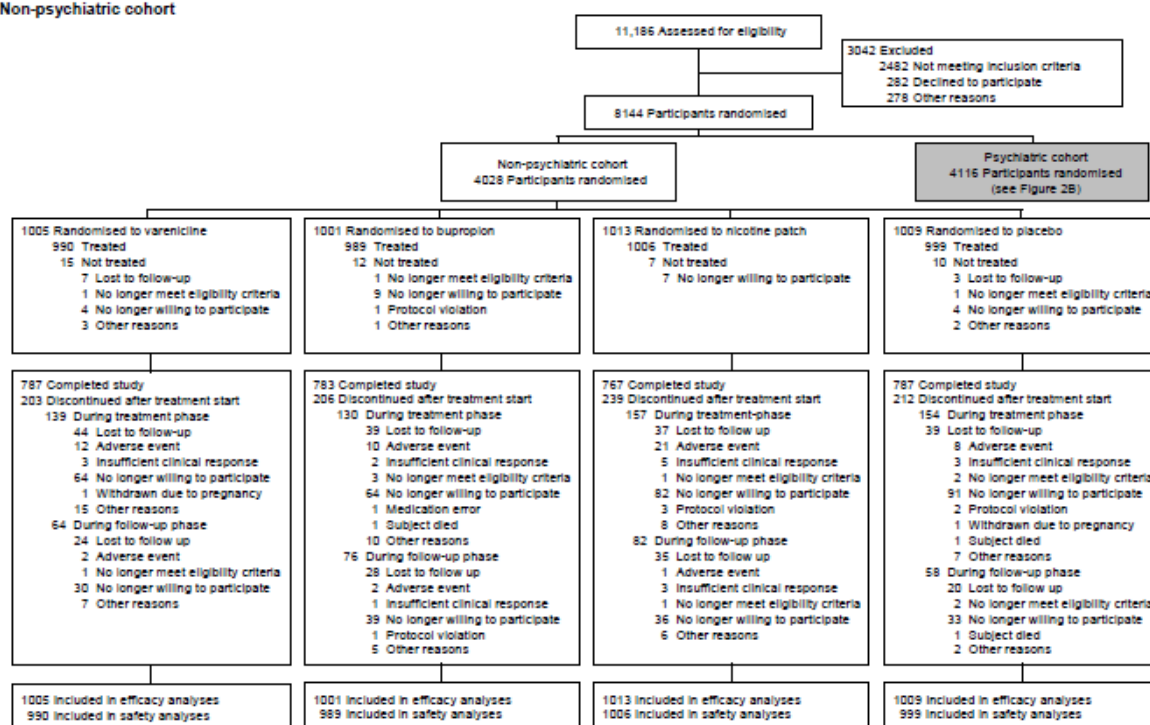 Non-psychiatric cohort
11,186 Assessed for eligibility
3042 Excluded
2482 Not meeting inclusion criteria
282 Declined to participate
278 Other reasons
8144 Participants randomised
Non-psychiatric cohort
4028 Participants randomised
Psychiatric cohort
4116 Participants randomised
(see Figure 2B)
1005 Randomised to varenicline
990 Treated
15 Not treated
7 Lost to follow-up
1 No longer meet eligibility criteria
4 No longer willing to participate
3 Other reasons
1001 Randomised to bupropion
989 Treated
12 Not treated
1 No longer meet eligibility criteria
9 No longer willing to participate
1 Protocol violation
1 Other reasons
1013 Randomised to nicotine patch
1006 Treated
7 Not treated
7 No longer willing to participate
1009 Randomised to placebo
999 Treated
10 Not treated
3 Lost to follow-up
1 No longer meet eligibility criteria
4 No longer willing to participate
2 Other reasons
787 Completed study
203 Discontinued after treatment start
139 During treatment phase
44 Lost to follow-up
12 Adverse event
3 Insufficient clinical response
64 No longer willing to participate
1 Withdrawn due to pregnancy
15 Other reasons
64 During follow-up phase
24 Lost to follow up
2 Adverse event
1 No longer meet eligibility criteria
30 No longer willing to participate
7 Other reasons
783 Completed study
206 Discontinued after treatment start
130 During treatment phase
39 Lost to follow-up
10 Adverse event
2 Insufficient clinical response
3 No longer meet eligibility criteria
64 No longer willing to participate
1 Medication error
1 Subject died
10 Other reasons
76 During follow-up phase
28 Lost to follow up
2 Adverse event
1 Insufficient clinical response
39 No longer willing to participate
1 Protocol violation
5 Other reasons
767 Completed study
239 Discontinued after treatment start
157 During treatment-phase
37 Lost to follow up
21 Adverse event
5 Insufficient clinical response
1 No longer meet eligibility criteria
82 No longer willing to participate
3 Protocol violation
8 Other reasons
82 During follow-up phase
35 Lost to follow up
1 Adverse event
3 Insufficient clinical response
1 No longer meet eligibility criteria
36 No longer willing to participate
6 Other reasons
787 Completed study
212 Discontinued after treatment start
154 During treatment phase
39 Lost to follow-up
8 Adverse event
3 Insufficient clinical response
2 No longer meet eligibility criteria
91 No longer willing to participate
2 Protocol violation
1 Withdrawn due to pregnancy
1 Subject died
7 Other reasons
58 During follow-up phase
20 Lost to follow up
2 No longer meet eligibility criteria
33 No longer willing to participate
1 Subject died
2 Other reasons
1005 Included in efficacy analyses
990 Included in safety analyses
1001 Included in efficacy analyses
989 Included in safety analyses
1013 Included in efficacy analyses
1006 Included in safety analyses
1009 Included in efficacy analyses
999 Included in safety analyses